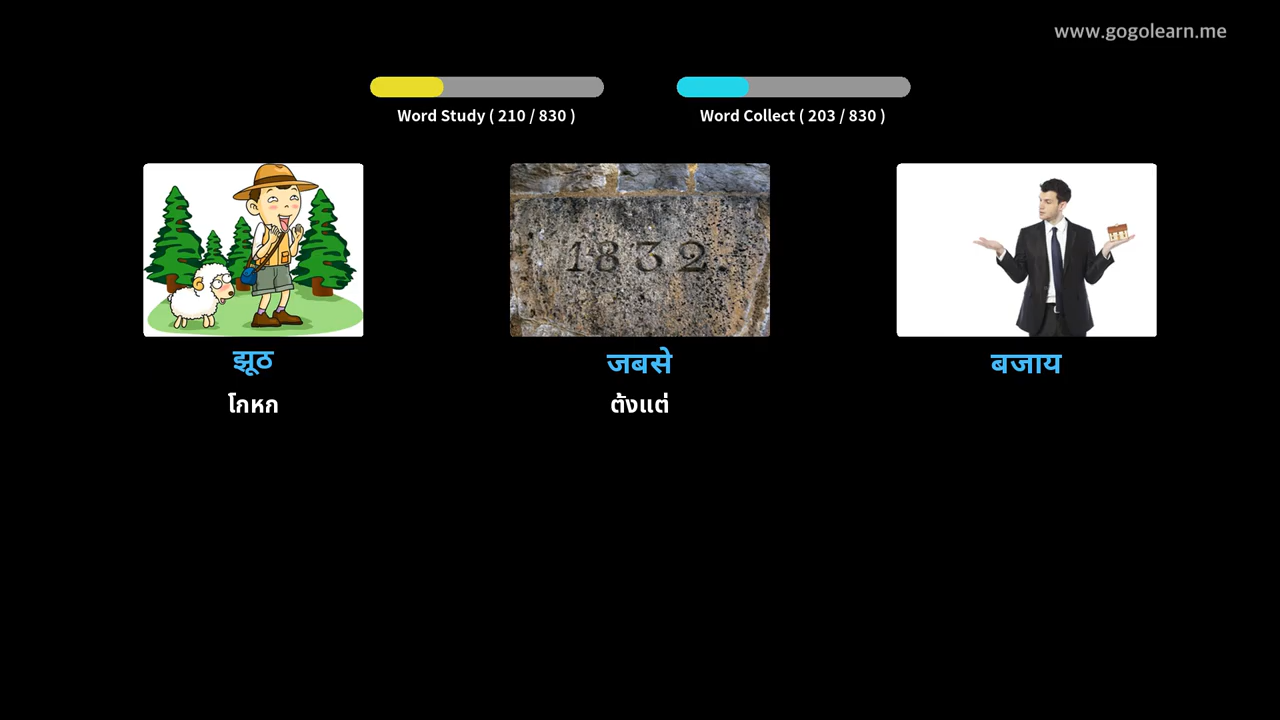 www.gogolearn.me
Word Study ( 210 / 830 )
Word Collect ( 203 / 830 )
1832.
झूठ
जबसे
बजाय
โกหก
ตั้งแต่